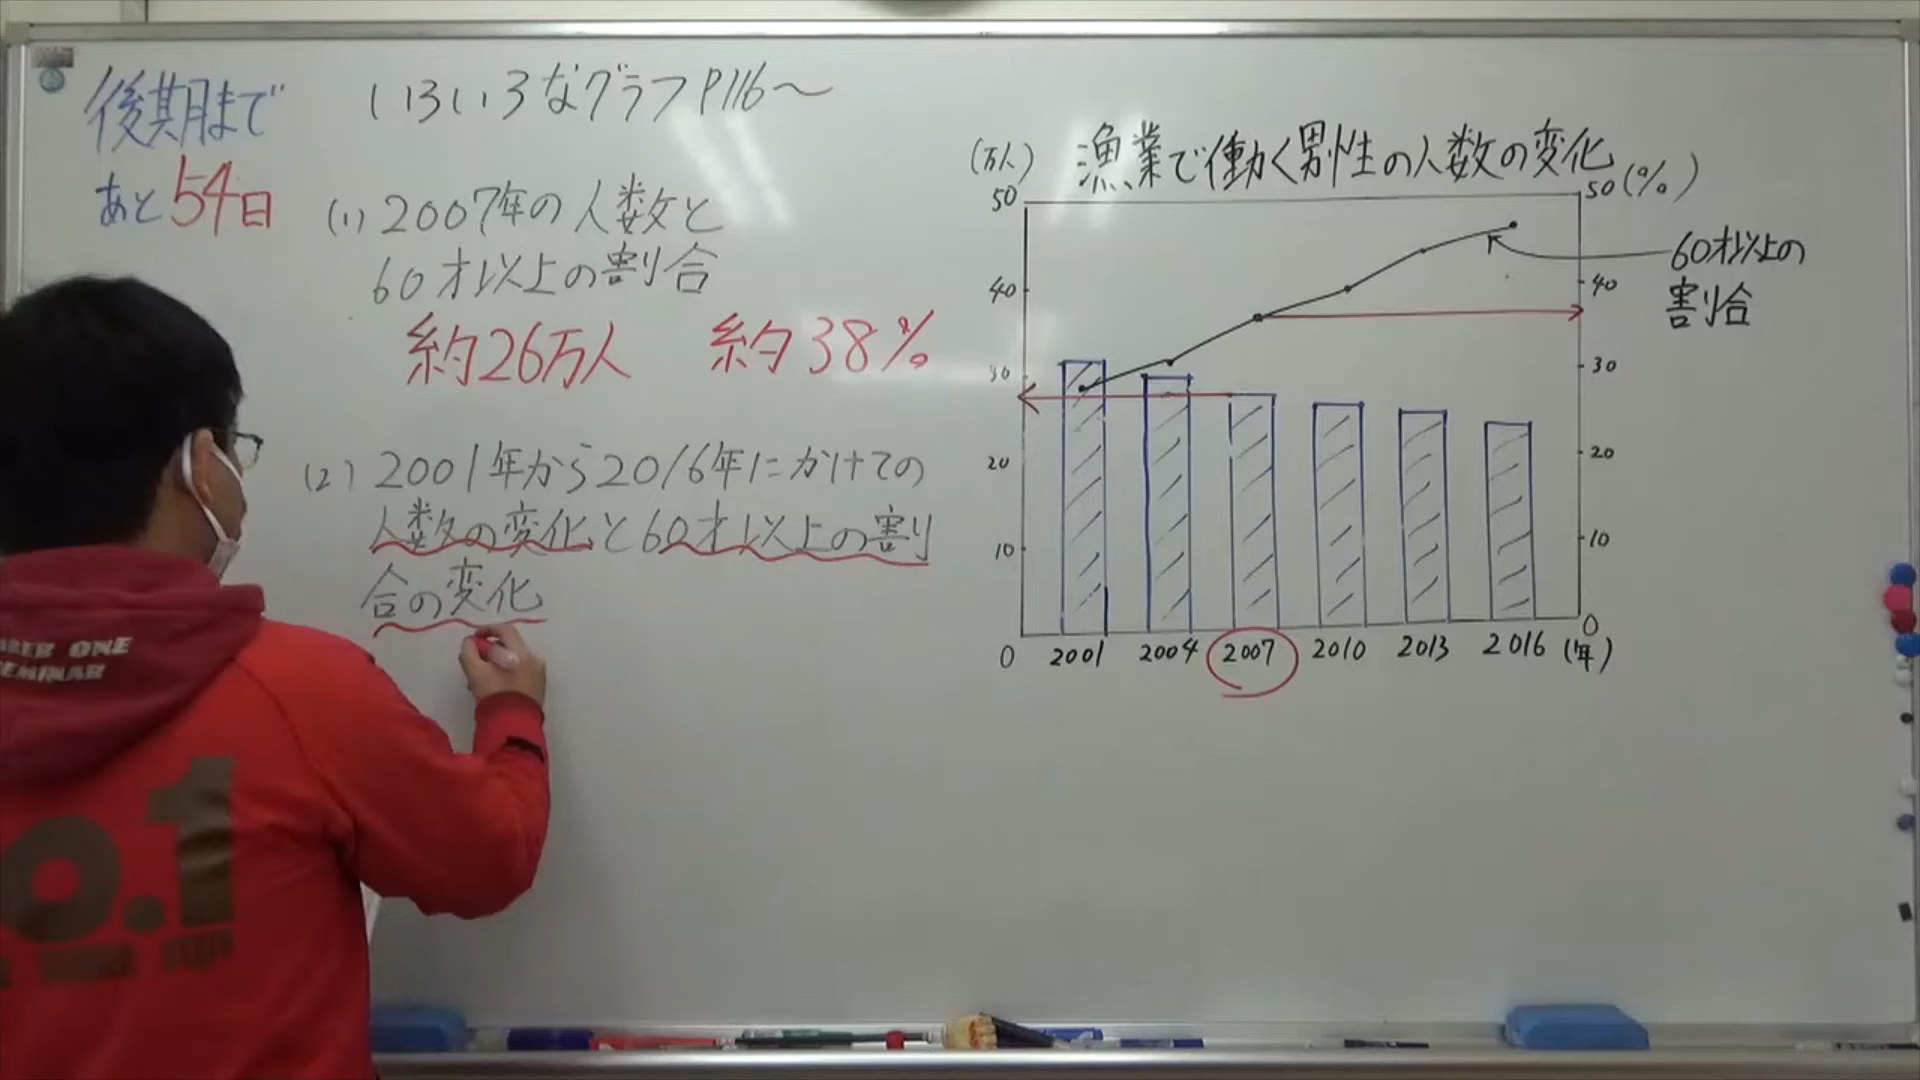 後期まで
あと54日
いろいろなグラフP116〜
(1) 2007年の人数と
60才以上の割合
約26万人 約38%
(2) 2001年から2016年にかけての
人数の変化と60才以上の割
合の変化
漁業で働く男性の人数の変化
(万人)
50
40
30
20
10
0
50(%)
40
30
20
10
0
60才以上の
割合
2001 2004 2007 2010 2013 2016 (年)
BER ONE
EMINAR
o.1